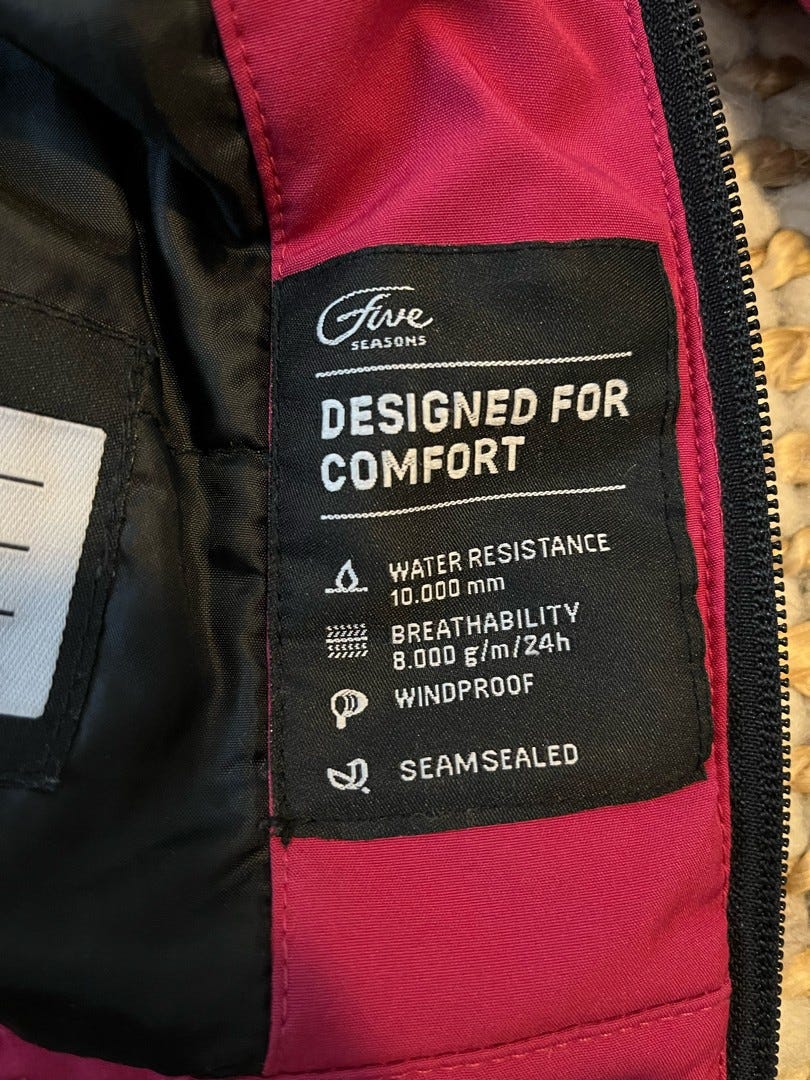 Five
SEASONS
DESIGNED FOR
COMFORT
WATER RESISTANCE
10.000 mm
BREATHABILITY
8.000 g/m/24h
WINDPROOF
SEAMSEALED